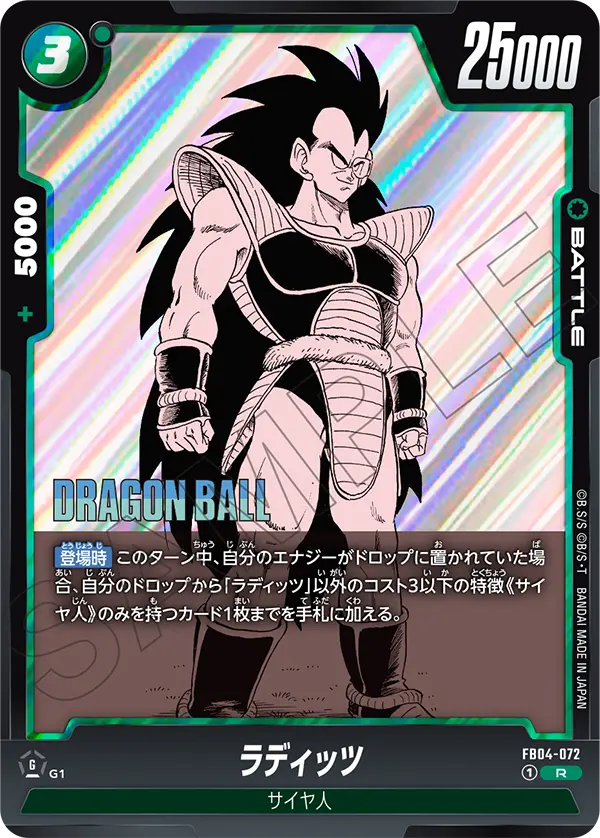 3
25000
+ 5000
BATTLE
DRAGON BALL
登場時 このターン中、自分のエナジーがドロップに置かれていた場
合、自分のドロップから「ラディッツ」以外のコスト3以下の特徴《サイ
ヤ人》のみを持つカード1枚までを手札に加える。
SAMPLE
©B.S/S ©B/S・T BANDAI MADE IN JAPAN
G G1
ラディッツ
FB04-072
1 R
サイヤ人